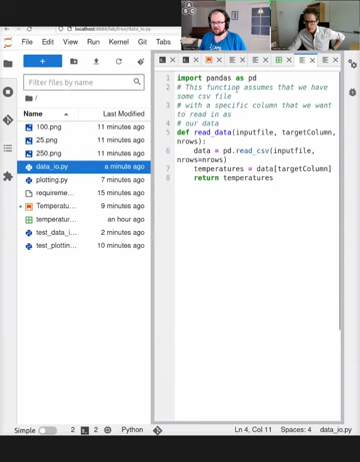 File Edit View Run Kernel Git Tabs
+
Filter files by name
/
Name Last Modified
100.png 11 minutes ago
25.png 11 minutes ago
250.png 11 minutes ago
data_io.py a minute ago
plotting.py 7 minutes ago
requireme... 15 minutes ago
Temperatu... 9 minutes ago
temperatur... an hour ago
test_data_i... 2 minutes ago
test_plottin... 10 minutes ago
1 import pandas as pd
2 # This function assumes that we have
some csv file
3 # with a specific column that we want
to read in as
4 # our data
5 def read_data(inputfile, targetColumn,
nrows):
6 data = pd.read_csv(inputfile,
nrows=nrows)
7 temperatures = data[targetColumn]
8 return temperatures
Simple 2 2 Python Ln 4, Col 11 Spaces: 4 data_io.py